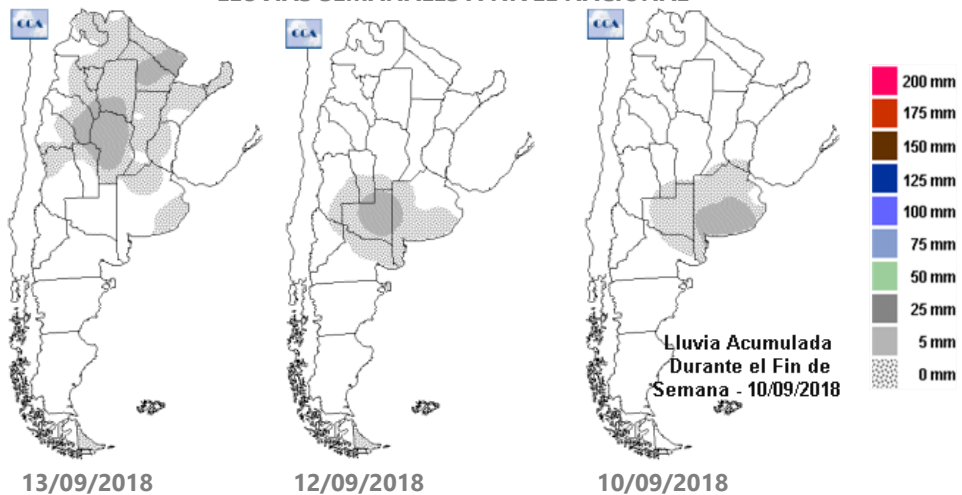 CCA
CCA
CCA
200 mm
175 mm
150 mm
125 mm
100 mm
75 mm
50 mm
25 mm
5 mm
0 mm
Lluvia Acumulada
Durante el Fin de
Semana - 10/09/2018
13/09/2018
12/09/2018
10/09/2018